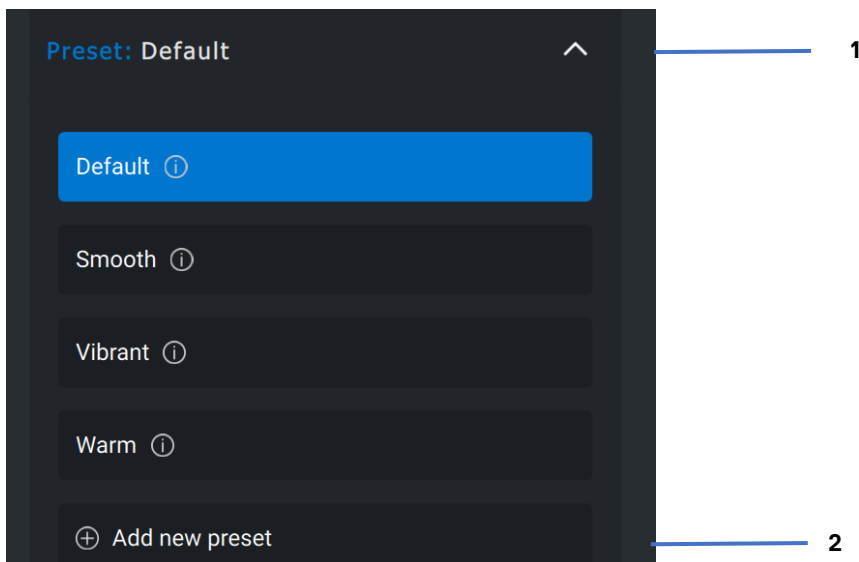 Preset: Default
1
Default
Smooth
Vibrant
Warm
Add new preset
2